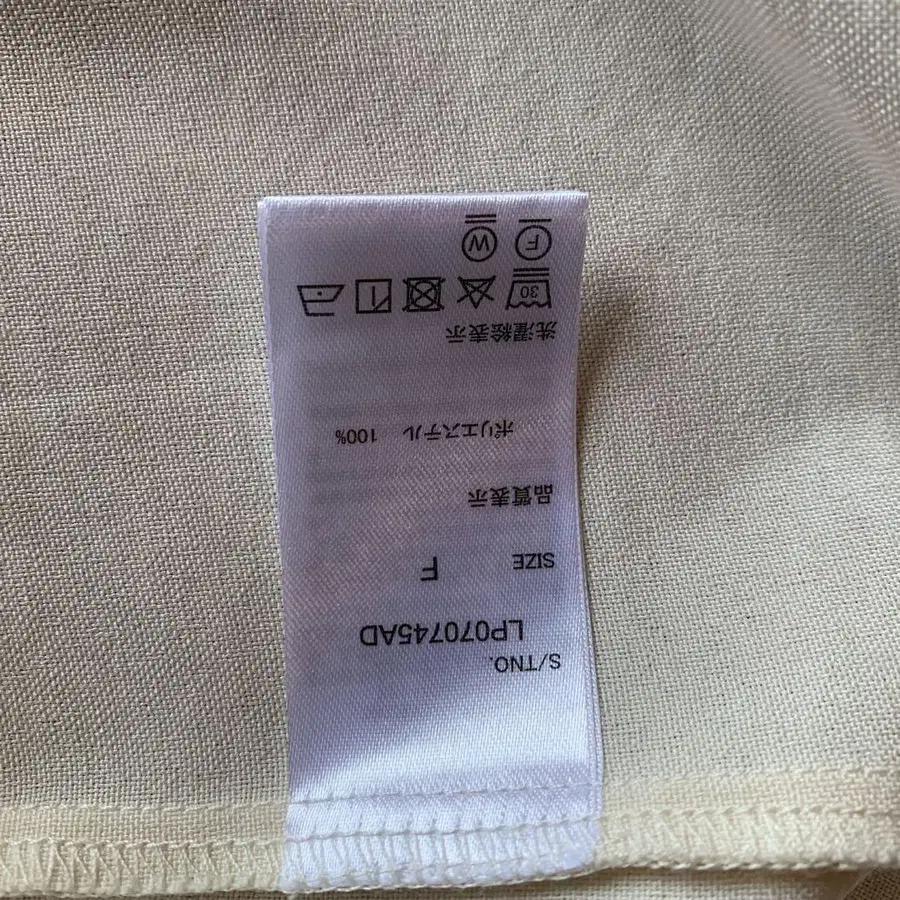 S/TNO.
LP070745AD
SIZE F
品質表示
ポリエステル 100%
洗濯絵表示
30
F W